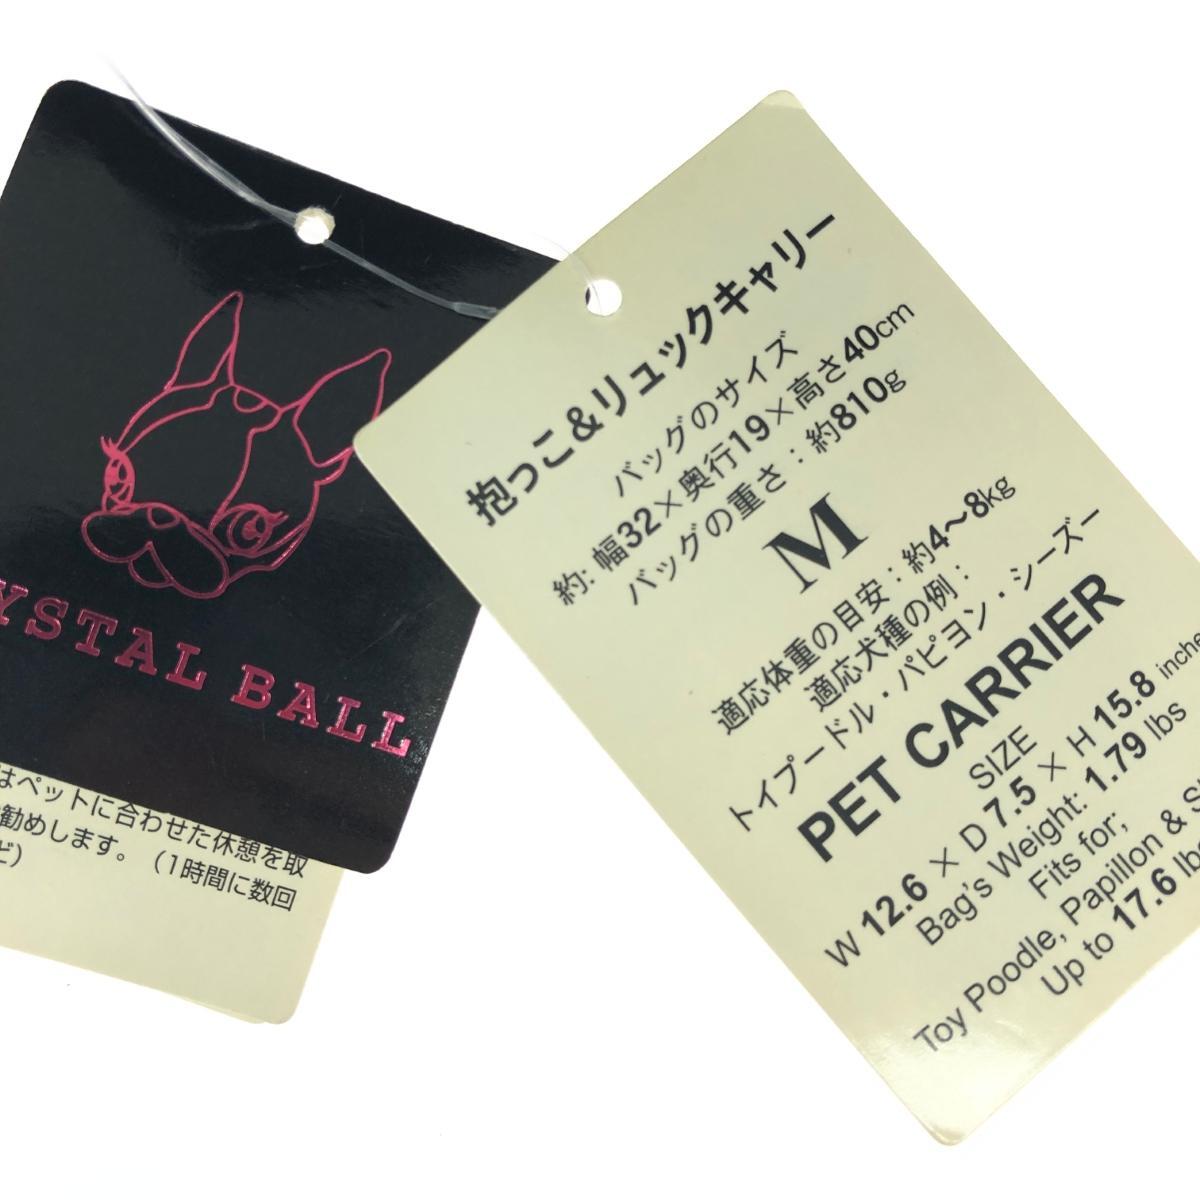 YSTAL BALL
はペットに合わせた休憩を取
勧めします。（1時間に数回
ど）
抱っこ&リュックキャリー
バッグのサイズ
約: 幅32×奥行19×高さ40cm
バッグの重さ：約810g
M
適応体重の目安：約4～8kg
適応犬種の例：
トイプードル・パピヨン・シーズー
PET CARRIER
SIZE
W 12.6 × D 7.5 × H 15.8 inche
Bag's Weight: 1.79 lbs
Fits for;
Toy Poodle, Papillon &
Up to 17.6 lbs